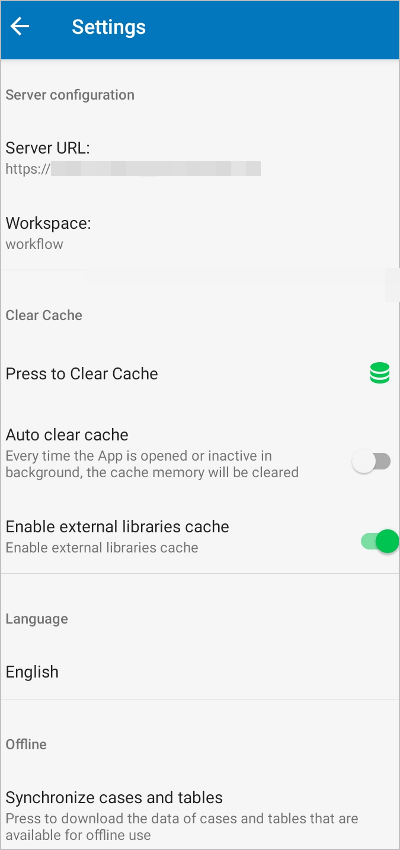 Settings
Server configuration
Server URL:
https://
Workspace:
workflow
Clear Cache
Press to Clear Cache
Auto clear cache
Every time the App is opened or inactive in
background, the cache memory will be cleared
Enable external libraries cache
Enable external libraries cache
Language
English
Offline
Synchronize cases and tables
Press to download the data of cases and tables that are
available for offline use